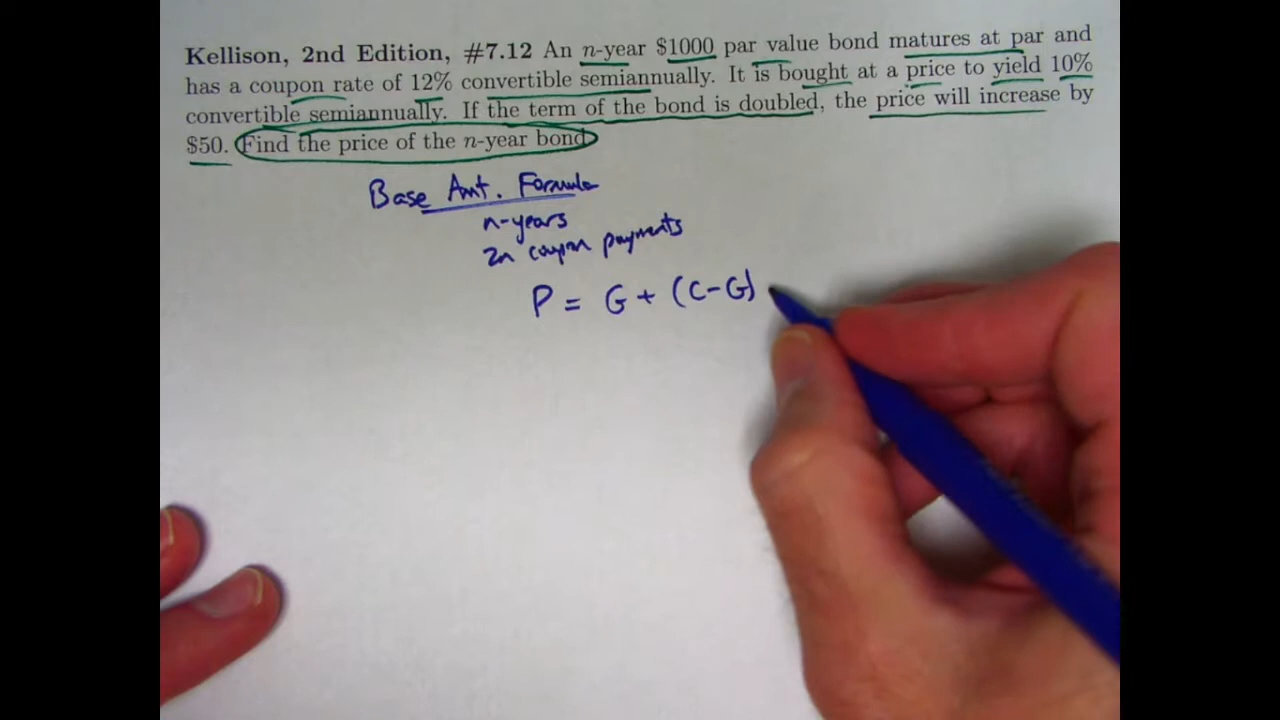 Kellison, 2nd Edition, #7.12 An n-year $1000 par value bond matures at par and
has a coupon rate of 12% convertible semiannually. It is bought at a price to yield 10%
convertible semiannually. If the term of the bond is doubled, the price will increase by
$50. Find the price of the n-year bond
Base Amt. Formula
n-years
2n coupon payments
P = G + (C-G)